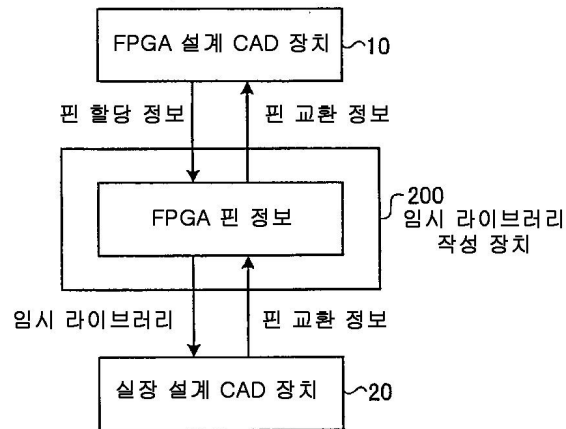 FPGA 설계 CAD 장치
10
핀 할당 정보
핀 교환 정보
FPGA 핀 정보
200
임시 라이브러리
작성 장치
임시 라이브러리
핀 교환 정보
실장 설계 CAD 장치
20